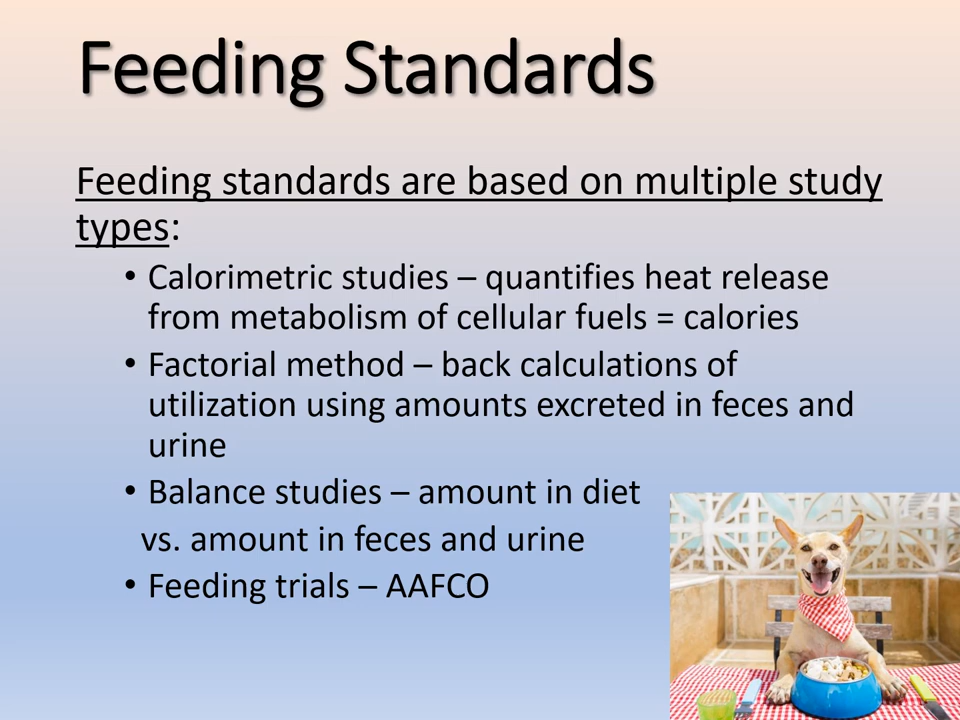 Feeding Standards
Feeding standards are based on multiple study
types:
• Calorimetric studies – quantifies heat release
from metabolism of cellular fuels = calories
• Factorial method – back calculations of
utilization using amounts excreted in feces and
urine
• Balance studies – amount in diet
vs. amount in feces and urine
• Feeding trials – AAFCO